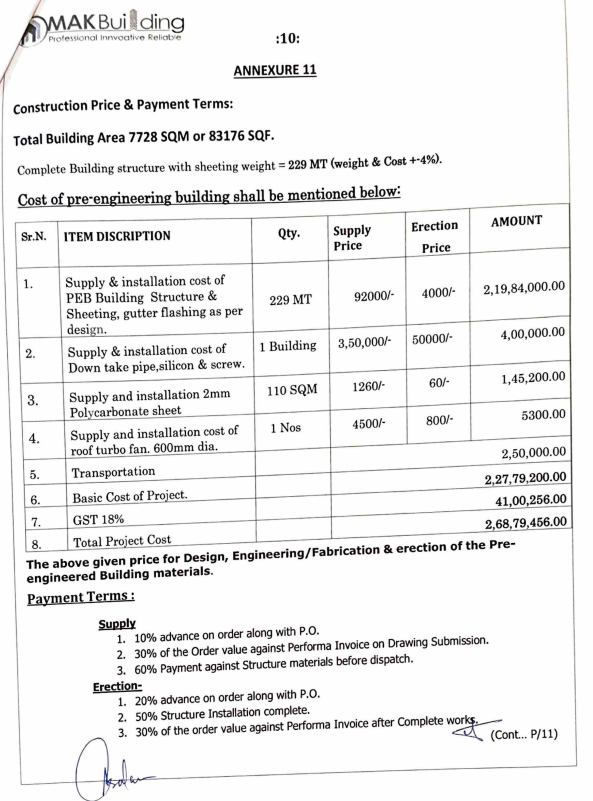 MAKBuilding
Professional Innvoative Reliable
:10:
ANNEXURE 11
Construction Price & Payment Terms:
Total Building Area 7728 SQM or 83176 SQF.
Complete Building structure with sheeting weight = 229 MT (weight & Cost +-4%).
Cost of pre-engineering building shall be mentioned below:
Sr.N. ITEM DISCRIPTION Qty. Supply Price Erection Price AMOUNT
1. Supply & installation cost of
PEB Building Structure &
Sheeting, gutter flashing as per
design.
229 MT 92000/- 4000/- 2,19,84,000.00
2. Supply & installation cost of
Down take pipe,silicon & screw.
1 Building 3,50,000/- 50000/- 4,00,000.00
3. Supply and installation 2mm
Polycarbonate sheet
110 SQM 1260/- 60/- 1,45,200.00
4. Supply and installation cost of
roof turbo fan. 600mm dia.
1 Nos 4500/- 800/- 5300.00
5. Transportation 2,50,000.00
6. Basic Cost of Project. 2,27,79,200.00
7. GST 18% 41,00,256.00
8. Total Project Cost 2,68,79,456.00
The above given price for Design, Engineering/Fabrication & erection of the Pre-
engineered Building materials.
Payment Terms :
Supply
1. 10% advance on order along with P.O.
2. 30% of the Order value against Performa Invoice on Drawing Submission.
3. 60% Payment against Structure materials before dispatch.
Erection-
1. 20% advance on order along with P.O.
2. 50% Structure Installation complete.
3. 30% of the order value against Performa Invoice after Complete works.
(Cont... P/11)